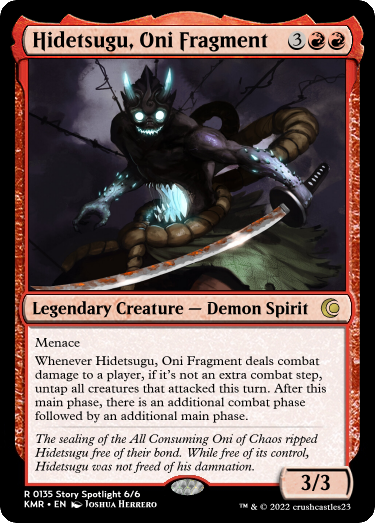 Hidetsugu, Oni Fragment 3
Legendary Creature — Demon Spirit
Menace
Whenever Hidetsugu, Oni Fragment deals combat
damage to a player, if it's not an extra combat step,
untap all creatures that attacked this turn. After this
main phase, there is an additional combat phase
followed by an additional main phase.
The sealing of the All Consuming Oni of Chaos ripped
Hidetsugu free of their bond. While free of its control,
Hidetsugu was not freed of his damnation.
3/3
R 0135 Story Spotlight 6/6
KMR • EN Joshua Herrero
™ & © 2022 crushcastles23